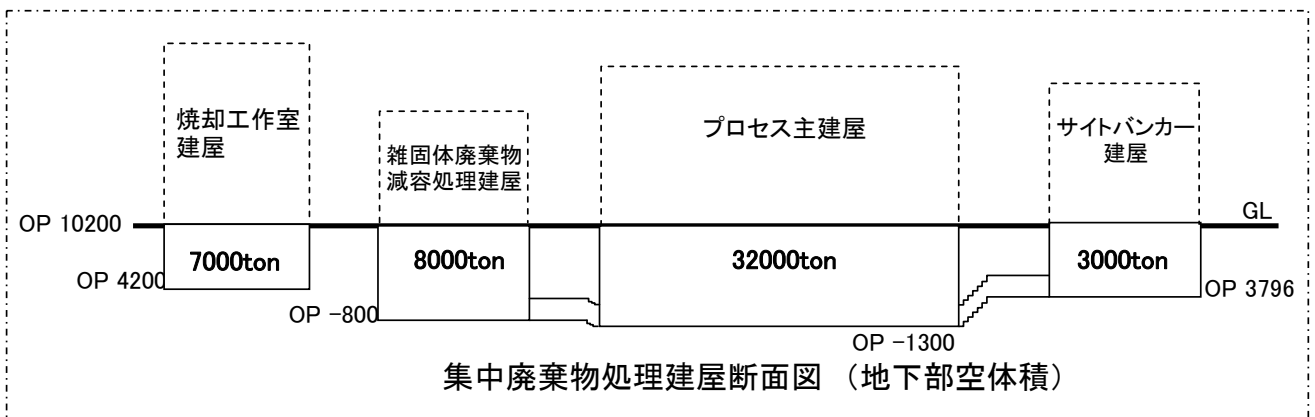 焼却工作室
建屋
雑固体廃棄物
減容処理建屋
プロセス主建屋
サイトバンカー
建屋
OP 10200
GL
7000ton
8000ton
32000ton
3000ton
OP 4200
OP -800
OP -1300
OP 3796
集中廃棄物処理建屋断面図 （地下部空体積）